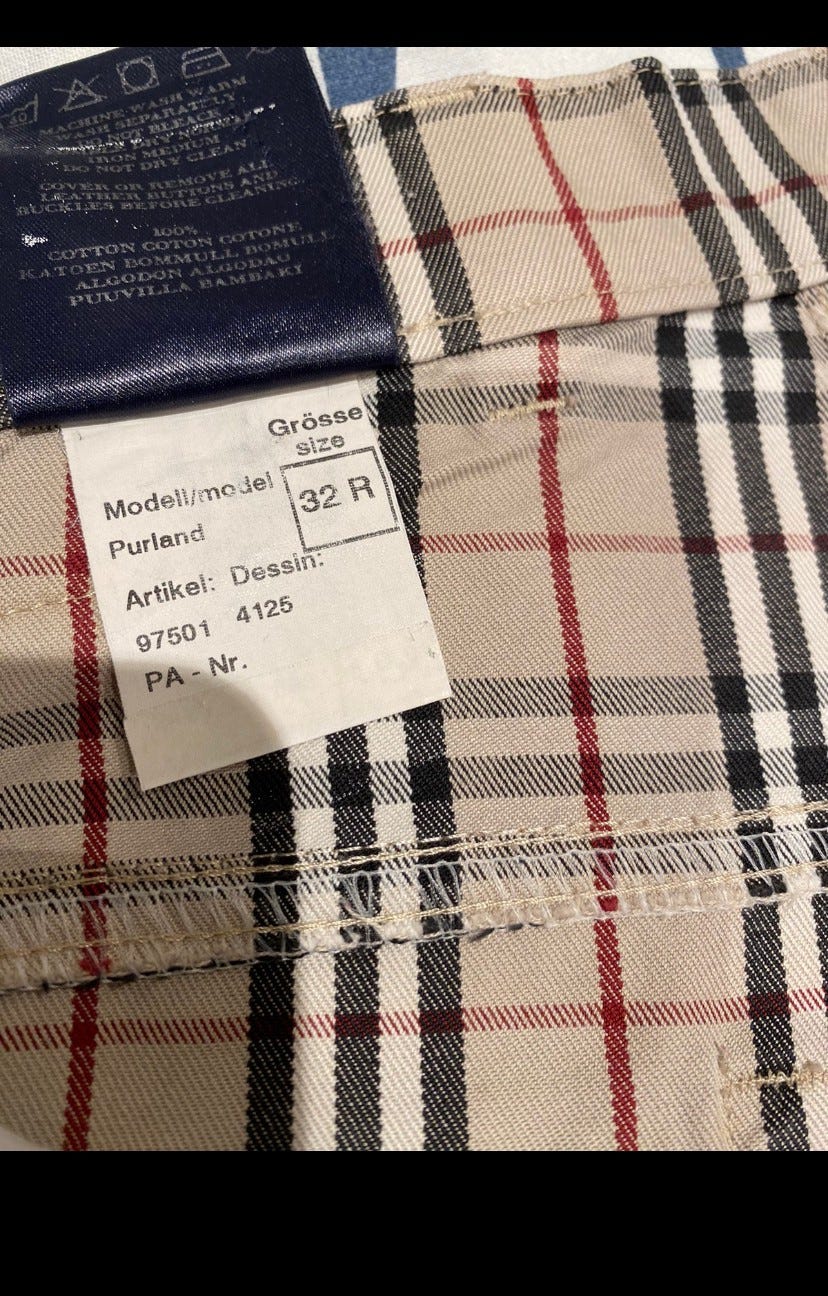 40
MACHINE WASH WARM
WASH SEPARATELY
NOT BLEACH
DRY
IRON MEDIUM
DO NOT DRY CLEAN
COVER OR REMOVE ALL
LEATHER BUTTONS AND
BUCKLES BEFORE CLEANING
100%
COTTON COTON COTONE
KATOEN BOMMULL BOMULL
ALGODON ALGODAO
PUUVILLA BAMBAKI
Grösse
size
32 R
Modell/model
Purland
Artikel: Dessin:
97501 4125
PA - Nr.